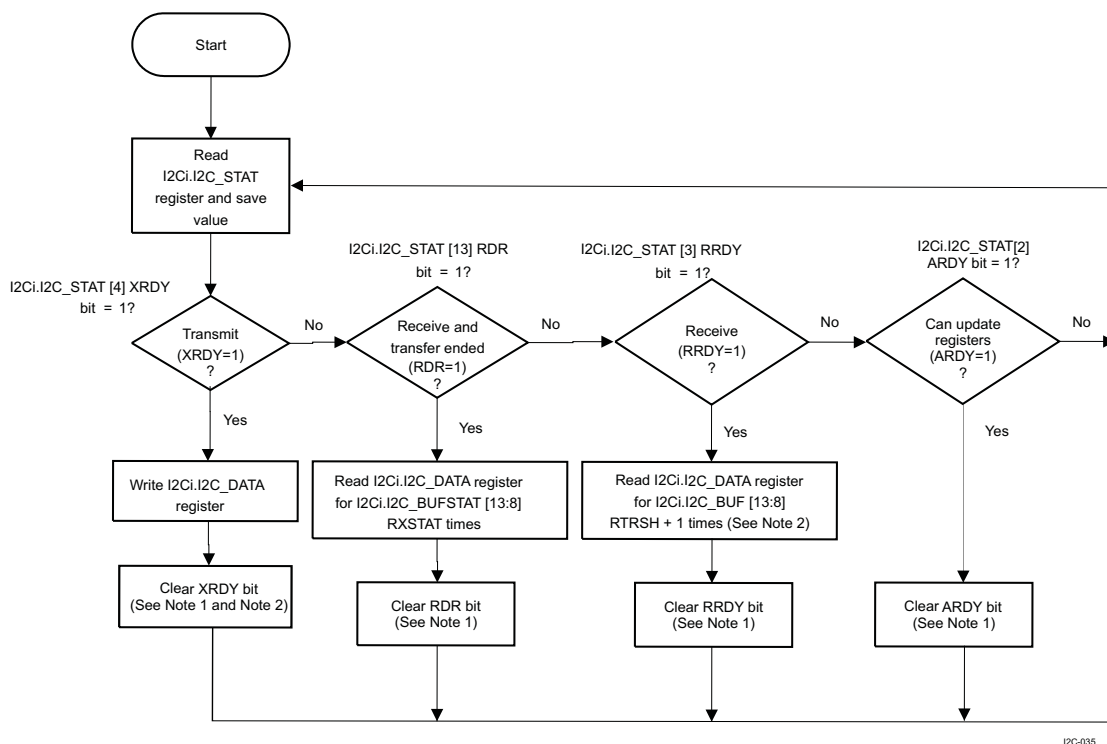 Start
Read
I2Ci.I2C_STAT
register and save
value
I2Ci.I2C_STAT [4] XRDY
bit = 1?
I2Ci.I2C_STAT [13] RDR
bit = 1?
I2Ci.I2C_STAT [3] RRDY
bit = 1?
I2Ci.I2C_STAT[2]
ARDY bit = 1?
Transmit
(XRDY=1)
?
No
Receive and
transfer ended
(RDR=1)
?
No
Receive
(RRDY=1)
?
No
Can update
registers
(ARDY=1)
?
No
Yes
Yes
Yes
Yes
Write I2Ci.I2C_DATA
register
Read I2Ci.I2C_DATA register
for I2Ci.I2C_BUFSTAT [13:8]
RXSTAT times
Read I2Ci.I2C_DATA register
for I2Ci.I2C_BUF [13:8]
RTRSH + 1 times (See Note 2)
Clear XRDY bit
(See Note 1 and Note 2)
Clear RDR bit
(See Note 1)
Clear RRDY bit
(See Note 1)
Clear ARDY bit
(See Note 1)
I2C-035